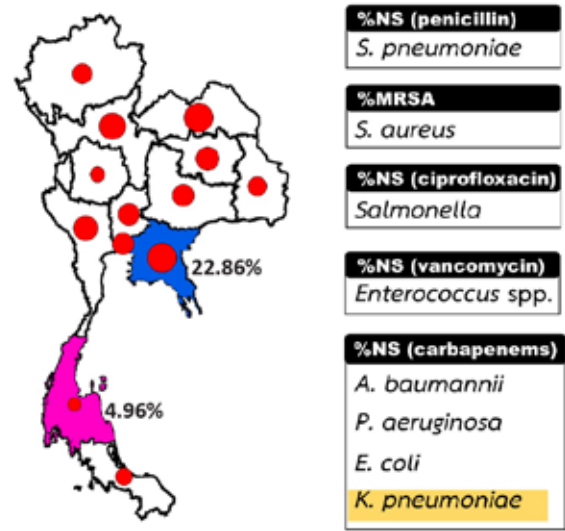 %NS (penicillin)
S. pneumoniae
%MRSA
S. aureus
%NS (ciprofloxacin)
Salmonella
%NS (vancomycin)
Enterococcus spp.
%NS (carbapenems)
A. baumannii
P. aeruginosa
E. coli
K. pneumoniae
22.86%
4.96%